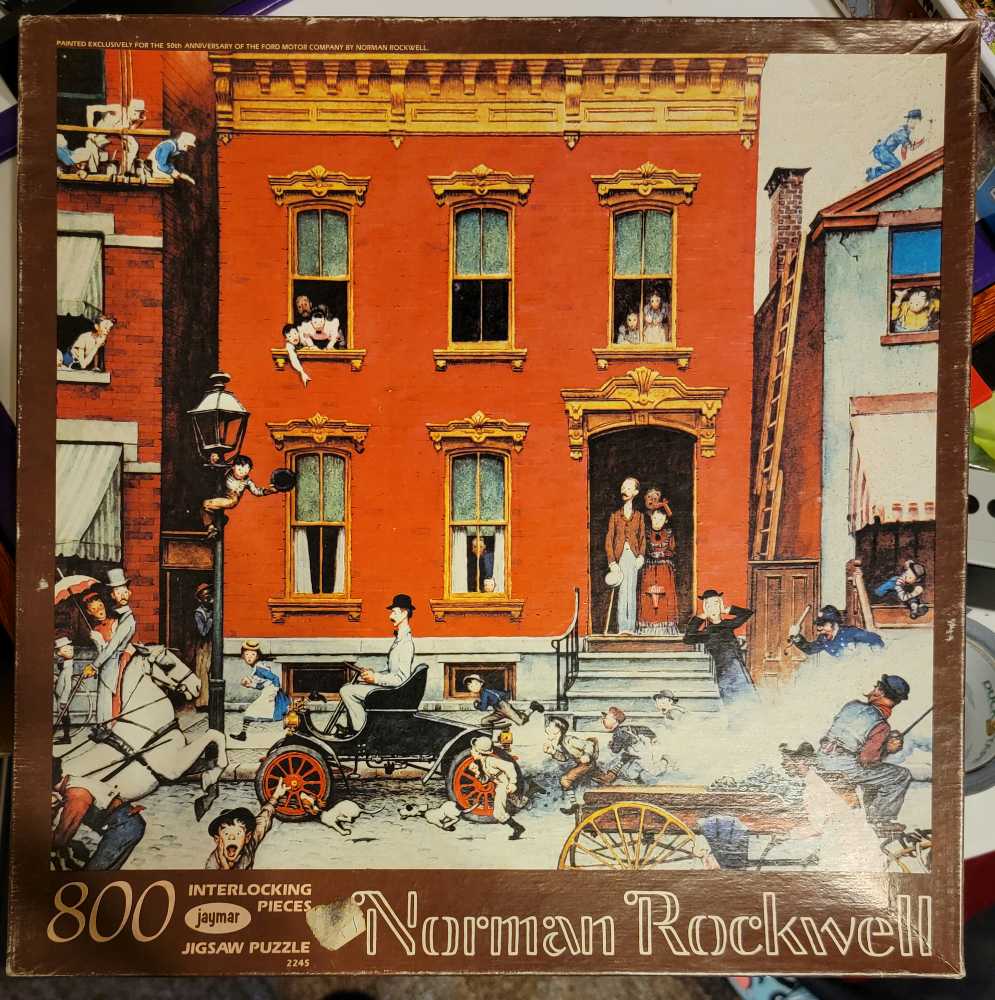 PAINTED EXCLUSIVELY FOR THE 50th ANNIVERSARY OF THE FORD MOTOR COMPANY BY NORMAN ROCKWELL.
800
INTERLOCKING
PIECES
jaymar
JIGSAW PUZZLE
2245
Norman Rockwell